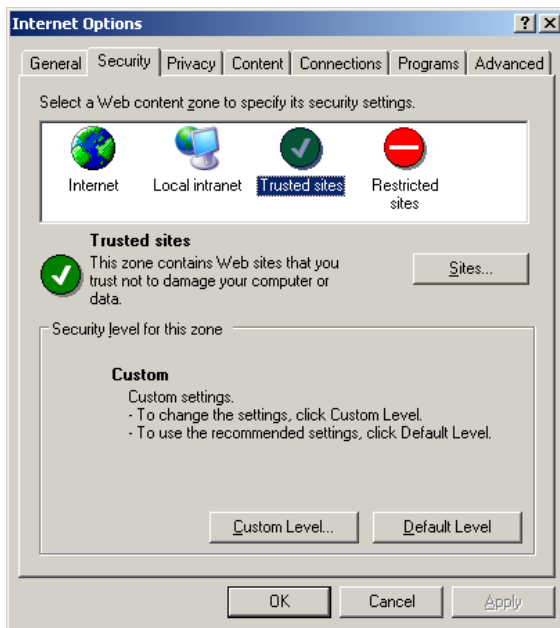 Internet Options
General Security Privacy Content Connections Programs Advanced
Select a Web content zone to specify its security settings.
Internet Local intranet Trusted sites Restricted
sites
Trusted sites
This zone contains Web sites that you
trust not to damage your computer or
data.
Sites...
Security level for this zone
Custom
Custom settings.
- To change the settings, click Custom Level.
- To use the recommended settings, click Default Level.
Custom Level... Default Level
OK Cancel Apply